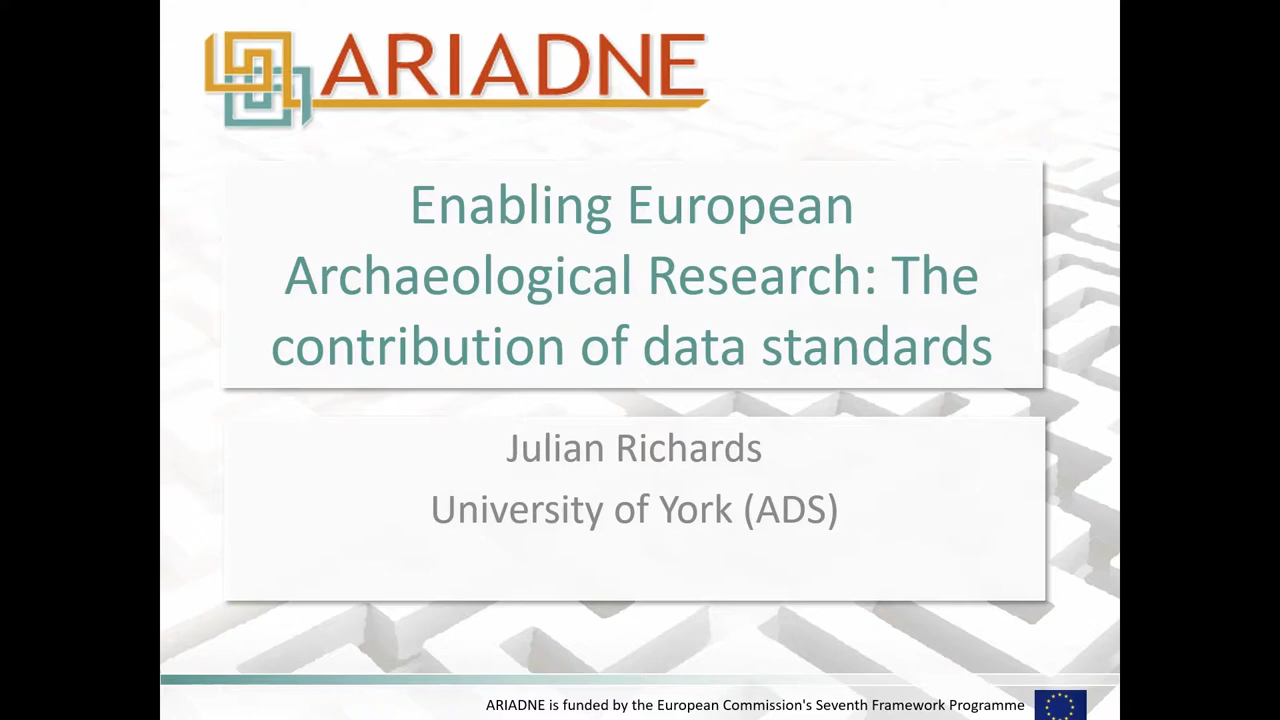 ARIADNE
Enabling European
Archaeological Research: The
contribution of data standards
Julian Richards
University of York (ADS)
ARIADNE is funded by the European Commission's Seventh Framework Programme